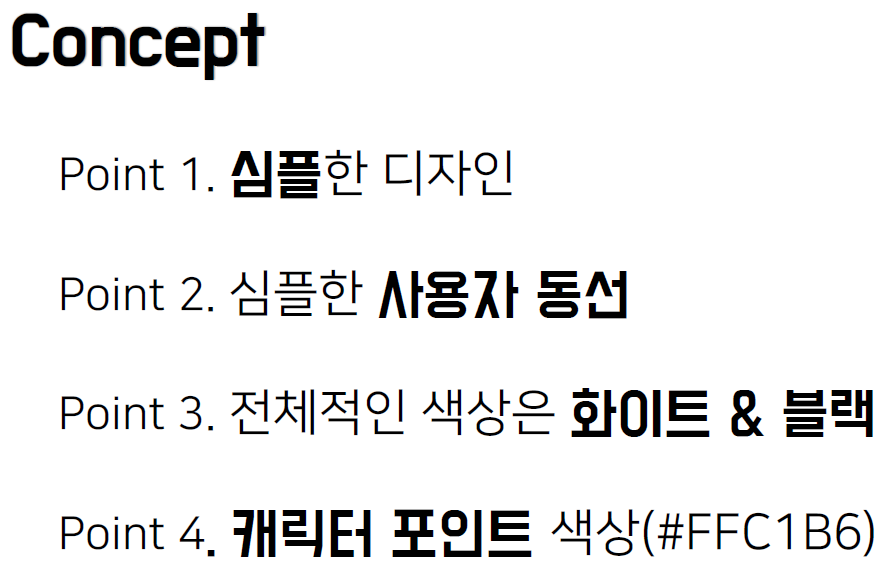 Concept
Point 1. 심플한 디자인
Point 2. 심플한 사용자 동선
Point 3. 전체적인 색상은 화이트 & 블랙
Point 4. 캐릭터 포인트 색상(#FFC1B6)